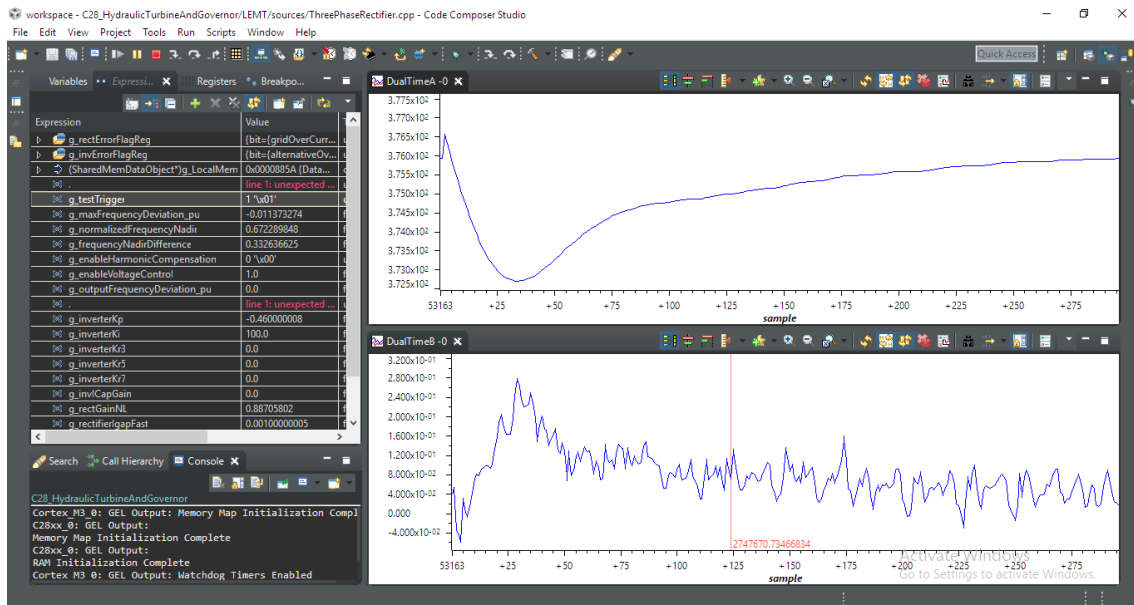 workspace - C28_HydraulicTurbineAndGovernor/LEMT/sources/ThreePhaseRectifier.cpp - Code Composer Studio
File Edit View Project Tools Run Scripts Window Help
Quick Access
Variables Expressi... Registers Breakpo...
Expression Value
g_rectErrorFlagReg {bit={gridOverCurr...
g_invErrorFlagReg {bit={alternativeOv...
(SharedMemDataObject*)g_LocalMem 0x0000885A {Data...
. line 1: unexpected ...
g_testTrigger 1 '\x01'
g_maxFrequencyDeviation_pu -0.011373274
g_normalizedFrequencyNadir 0.672289848
g_frequencyNadirDifference 0.332636625
g_enableHarmonicCompensation 0 '\x00'
g_enableVoltageControl 1.0
g_outputFrequencyDeviation_pu 0.0
. line 1: unexpected ...
g_inverterKp -0.460000008
g_inverterKi 100.0
g_inverterKr3 0.0
g_inverterKr5 0.0
g_inverterKr7 0.0
g_invICapGain 0.0
g_rectGainNL 0.88705802
g_rectifierIgapFast 0.00100000005
Search Call Hierarchy Console
C28_HydraulicTurbineAndGovernor
Cortex_M3_0: GEL Output: Memory Map Initialization Compl
C28xx_0: GEL Output:
Memory Map Initialization Complete
C28xx_0: GEL Output:
RAM Initialization Complete
Cortex M3 0: GEL Output: Watchdog Timers Enabled
DualTimeA -0
3.775x10²
3.770x10²
3.765x10²
3.760x10²
3.755x10²
3.750x10²
3.745x10²
3.740x10²
3.735x10²
3.730x10²
3.725x10²
53163 +25 +50 +75 +100 +125 +150 +175 +200 +225 +250 +275
sample
DualTimeB -0
3.200x10⁻⁰¹
2.800x10⁻⁰¹
2.400x10⁻⁰¹
2.000x10⁻⁰¹
1.600x10⁻⁰¹
1.200x10⁻⁰¹
8.000x10⁻⁰²
4.000x10⁻⁰²
0.000
-4.000x10⁻⁰²
2747670.73466834
53163 +25 +50 +75 +100 +125 +150 +175 +200 +225 +250 +275
sample
Activate Windows
Go to Settings to activate Windows.